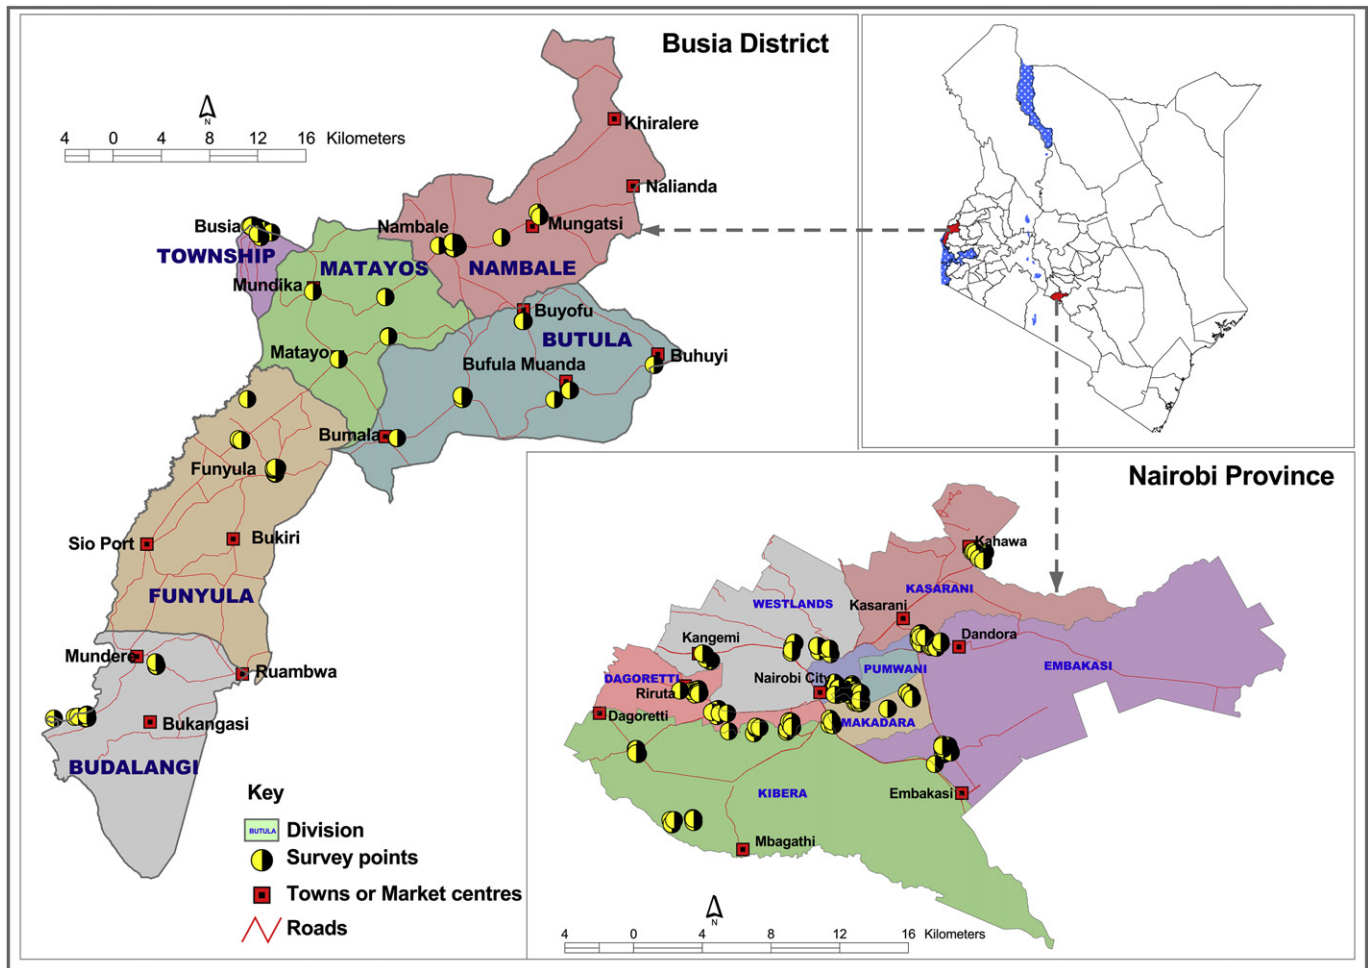 Busia District
N
4 0 4 8 12 16 Kilometers
Khiralere
Nalianda
Busia
Nambale
Mungatsi
TOWNSHIP
MATAYOS
NAMBALE
Mundika
Buyofu
BUTULA
Matayo
Bufula Muanda
Buhuyi
Bumala
Funyula
Sio Port
Bukiri
FUNYULA
Mundere
Ruambwa
Bukangasi
BUDALANGI
Key
BUTULA Division
Survey points
Towns or Market centres
Roads
Nairobi Province
Kahawa
KASARANI
WESTLANDS
Kasarani
Kangemi
Dandora
PUMWANI
EMBAKASI
DAGORETTI
Nairobi City
Riruta
Dagoretti
MAKADARA
KIBERA
Embakasi
Mbagathi
N
4 0 4 8 12 16 Kilometers